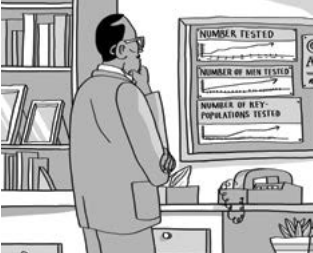 NUMBER TESTED
NUMBER OF MEN TESTED
NUMBER OF KEY-
POPULATIONS TESTED